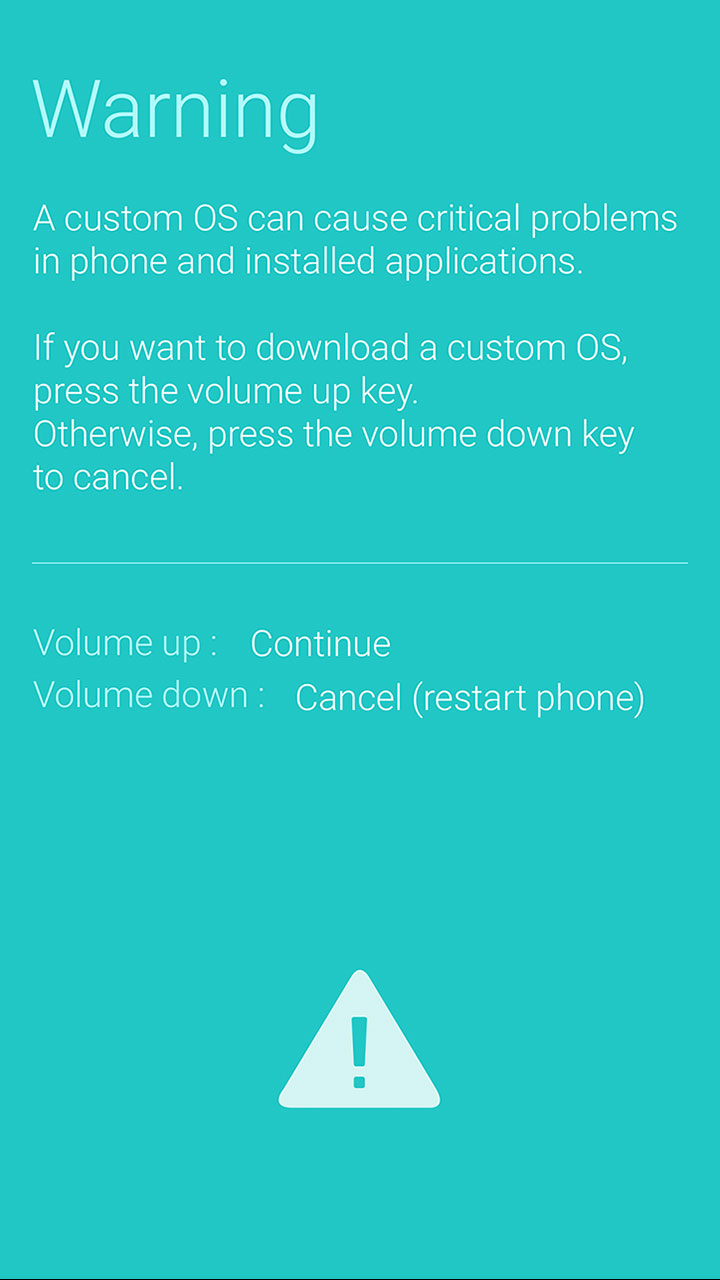 Warning
A custom OS can cause critical problems
in phone and installed applications.
If you want to download a custom OS,
press the volume up key.
Otherwise, press the volume down key
to cancel.
Volume up : Continue
Volume down : Cancel (restart phone)
!